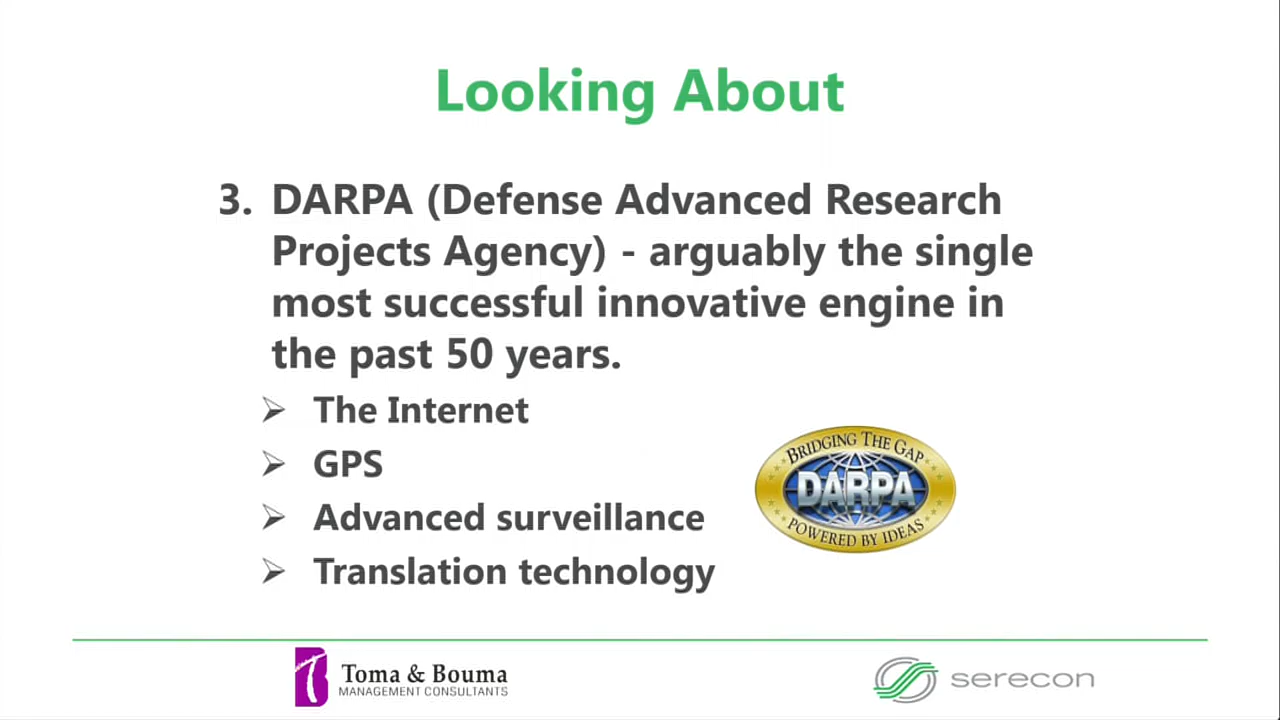 Looking About
3. DARPA (Defense Advanced Research
Projects Agency) - arguably the single
most successful innovative engine in
the past 50 years.
➢ The Internet
➢ GPS
➢ Advanced surveillance
➢ Translation technology
BRIDGING THE GAP
DARPA
POWERED BY IDEAS
Toma & Bouma
MANAGEMENT CONSULTANTS
serecon